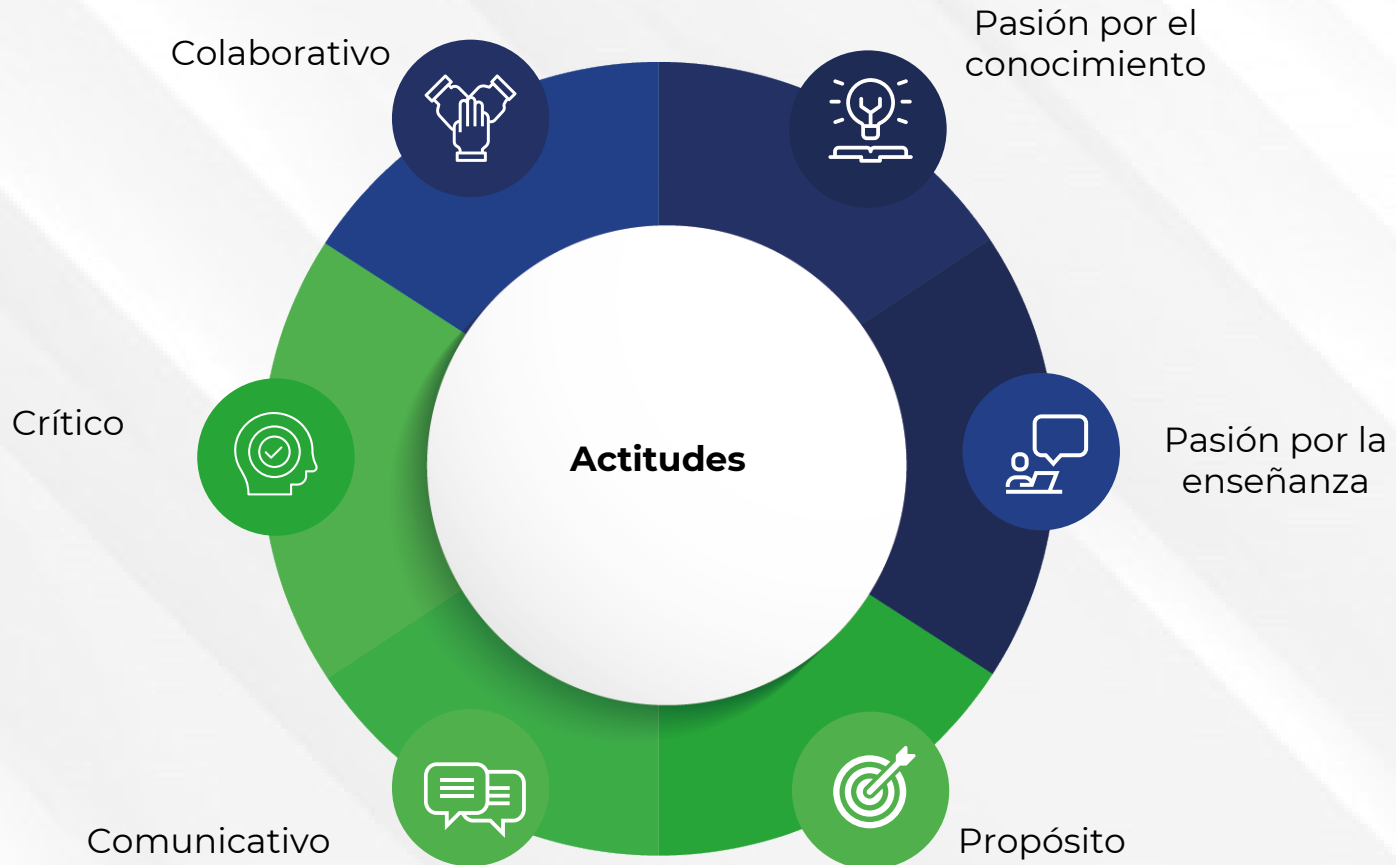 Pasión por el
conocimiento
Colaborativo
Crítico
Actitudes
Pasión por la
enseñanza
Comunicativo
Propósito